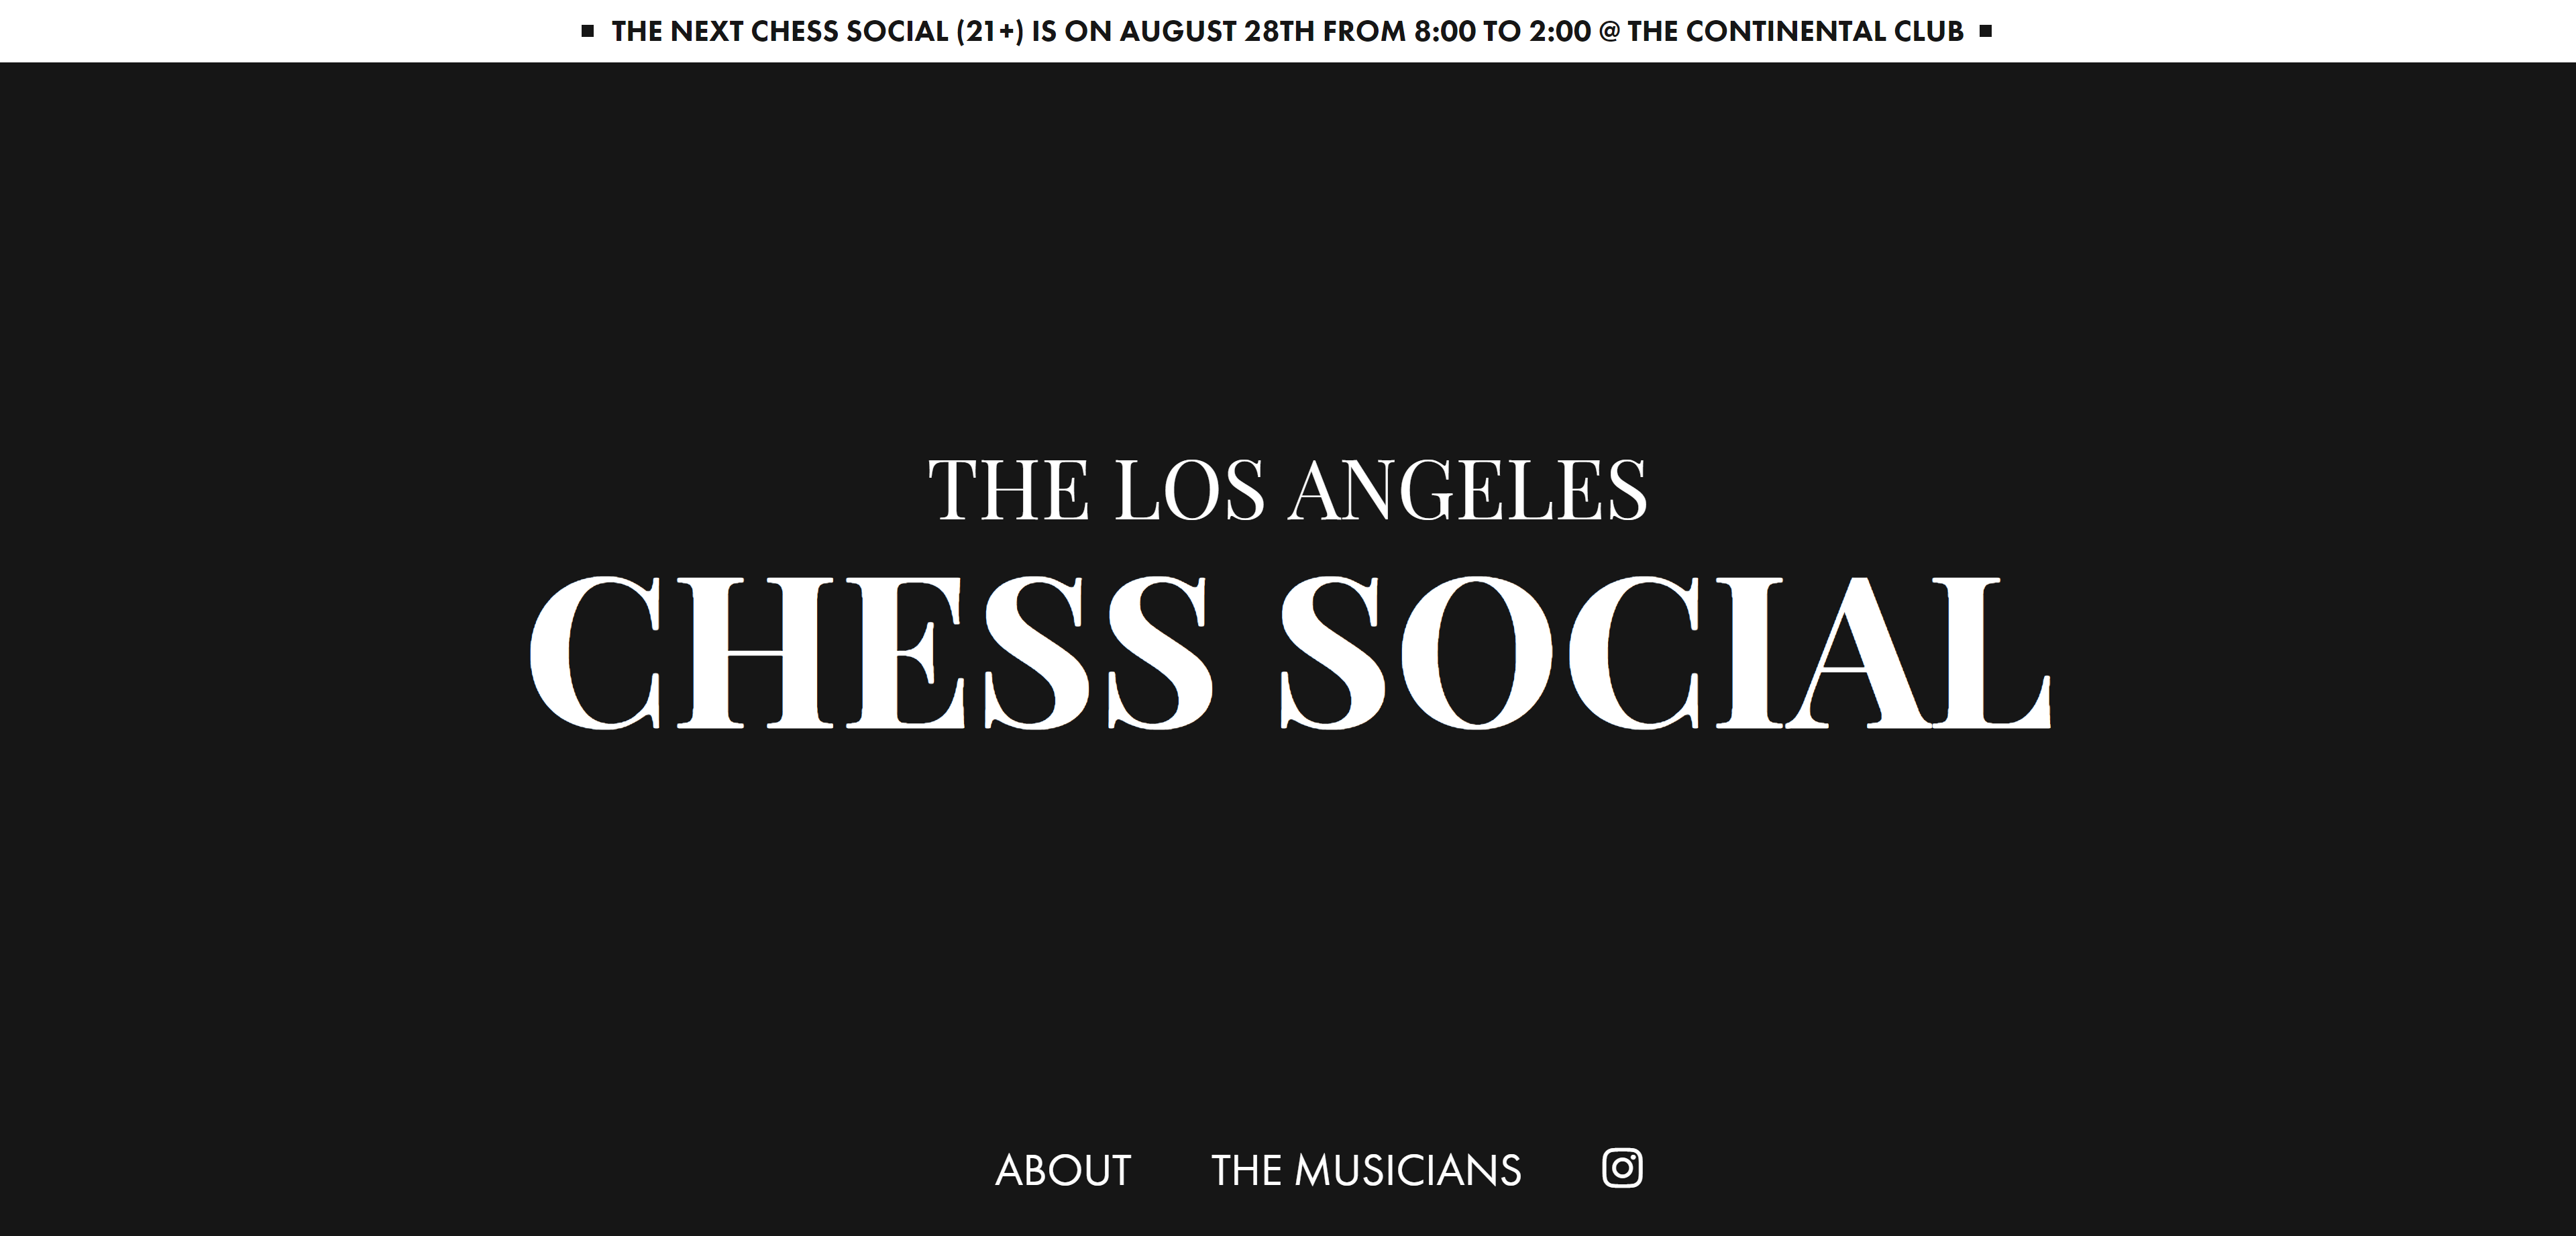 ▪ THE NEXT CHESS SOCIAL (21+) IS ON AUGUST 28TH FROM 8:00 TO 2:00 @ THE CONTINENTAL CLUB ▪
THE LOS ANGELES
CHESS SOCIAL
ABOUT THE MUSICIANS